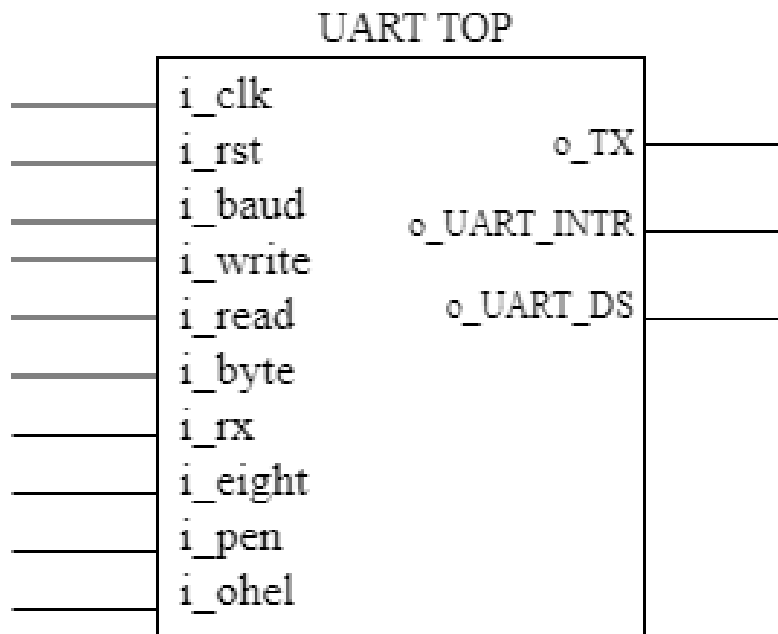 UART TOP
i_clk
i_rst
i_baud
i_write
i_read
i_byte
i_rx
i_eight
i_pen
i_ohel
o_TX
o_UART_INTR
o_UART_DS